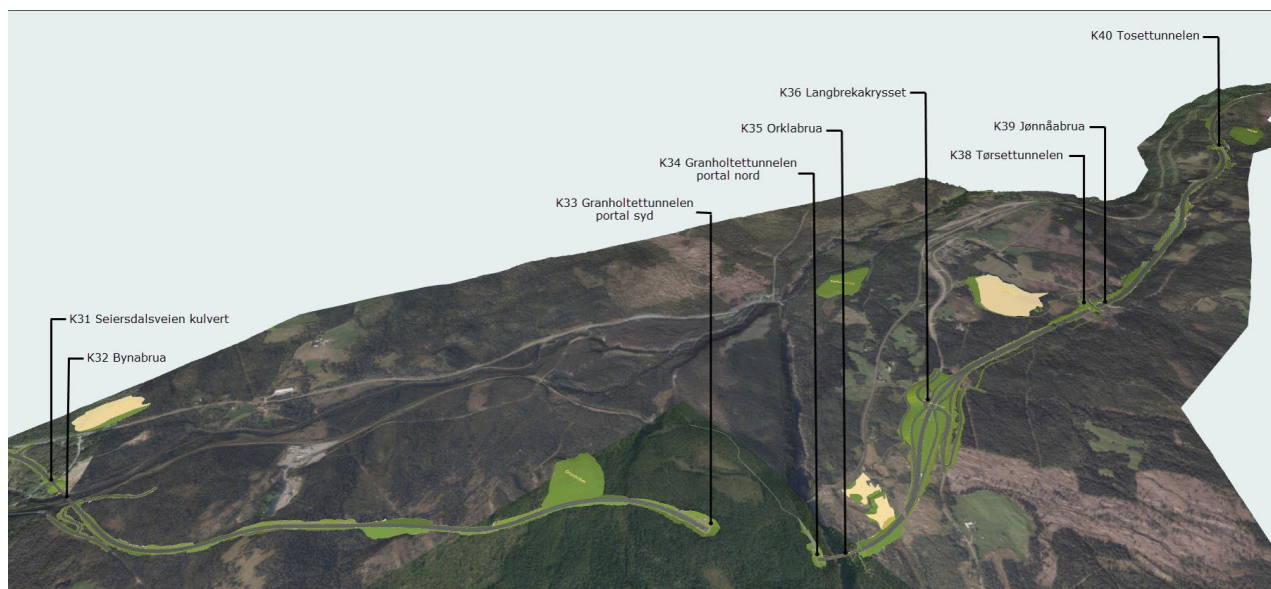 K40 Tosettunnelen
K36 Langbrekakrysset
K35 Orklabrua
K39 Jønnåabrua
K38 Tørsettunnelen
K34 Granholtettunnelen
portal nord
K33 Granholtettunnelen
portal syd
K31 Seiersdalsveien kulvert
K32 Bynabrua